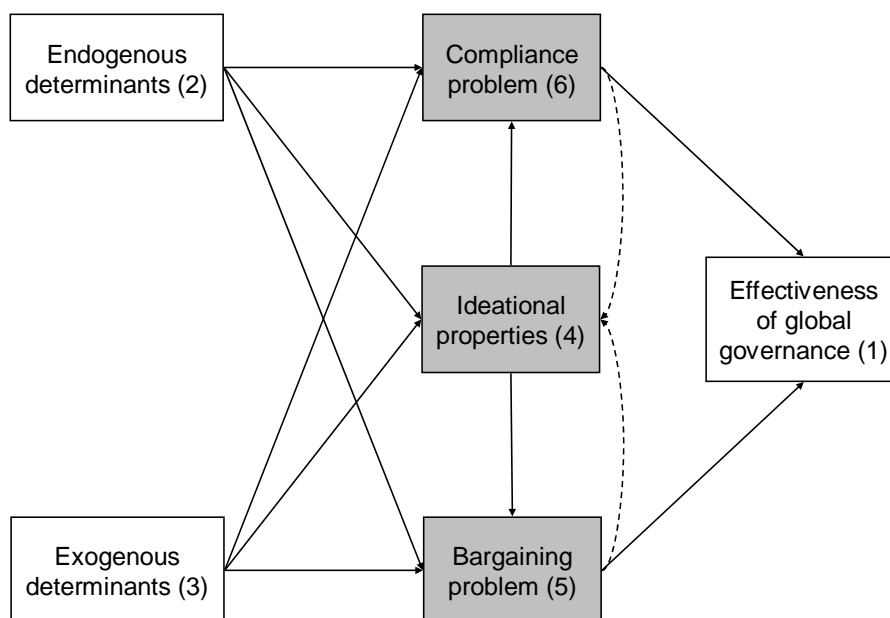 Endogenous
determinants (2)
Compliance
problem (6)
Ideational
properties (4)
Effectiveness
of global
governance (1)
Exogenous
determinants (3)
Bargaining
problem (5)